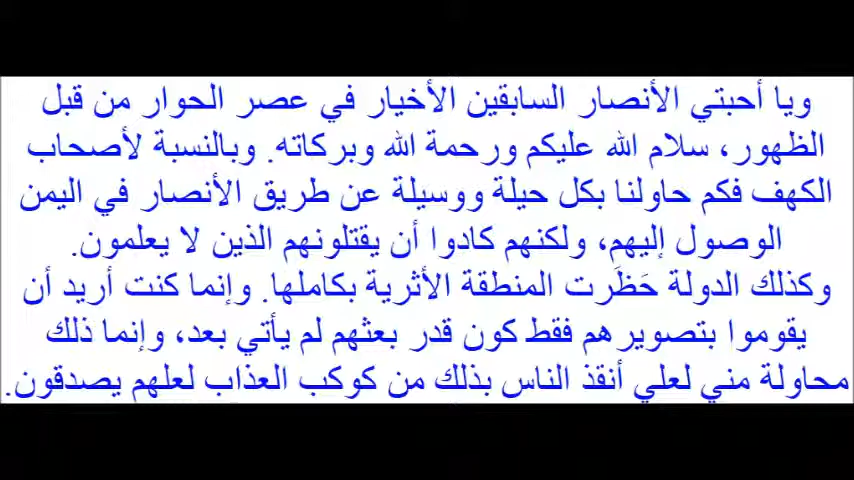 ويا أحبتي الأنصار السابقين الأخيار في عصر الحوار من قبل
الظهور، سلام الله عليكم ورحمة الله وبركاته. وبالنسبة لأصحاب
الكهف فكم حاولنا بكل حيلة ووسيلة عن طريق الأنصار في اليمن
الوصول إليهم، ولكنهم كادوا أن يقتلونهم الذين لا يعلمون.
وكذلك الدولة حَظَرت المنطقة الأثرية بكاملها. وإنما كنت أريد أن
يقوموا بتصويرهم فقط كون قدر بعثهم لم يأتي بعد، وإنما ذلك
محاولة مني لعلي أنقذ الناس بذلك من كوكب العذاب لعلهم يصدقون.